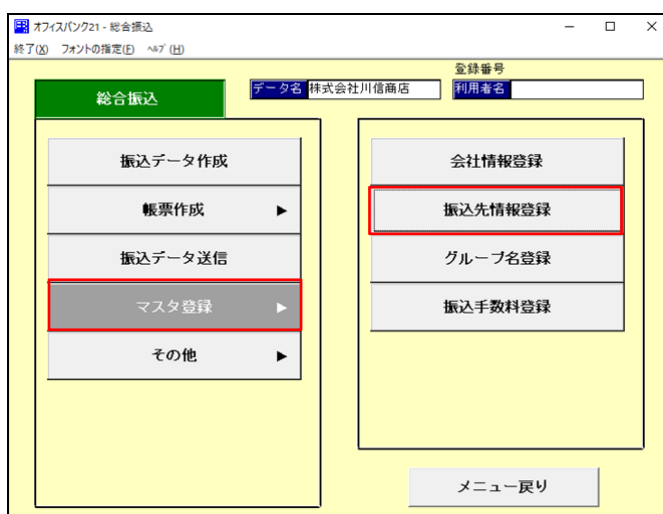 オフィスバンク21 - 総合振込
終了(X) フォントの指定(F) ヘルプ(H)
登録番号
総合振込
データ名 株式会社川信商店
利用者名
振込データ作成
帳票作成 ▶
振込データ送信
マスタ登録 ▶
その他 ▶
会社情報登録
振込先情報登録
グループ名登録
振込手数料登録
メニュー戻り